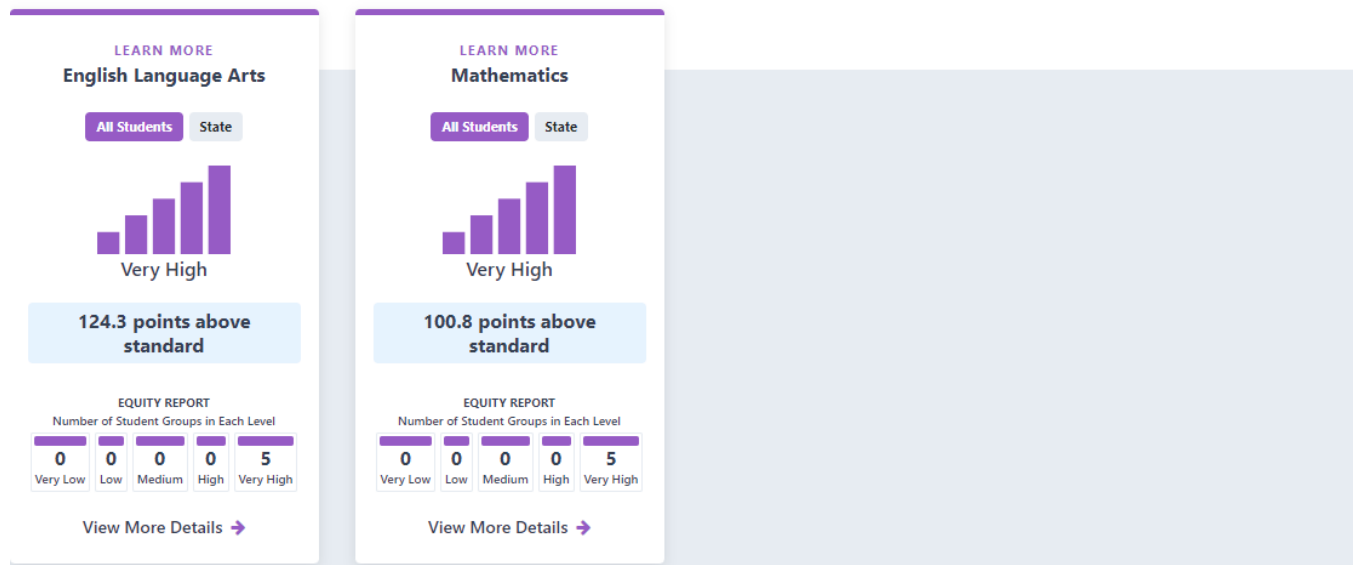 LEARN MORE
English Language Arts
All Students State
Very High
124.3 points above
standard
EQUITY REPORT
Number of Student Groups in Each Level
0 0 0 0 5
Very Low Low Medium High Very High
View More Details
LEARN MORE
Mathematics
All Students State
Very High
100.8 points above
standard
EQUITY REPORT
Number of Student Groups in Each Level
0 0 0 0 5
Very Low Low Medium High Very High
View More Details